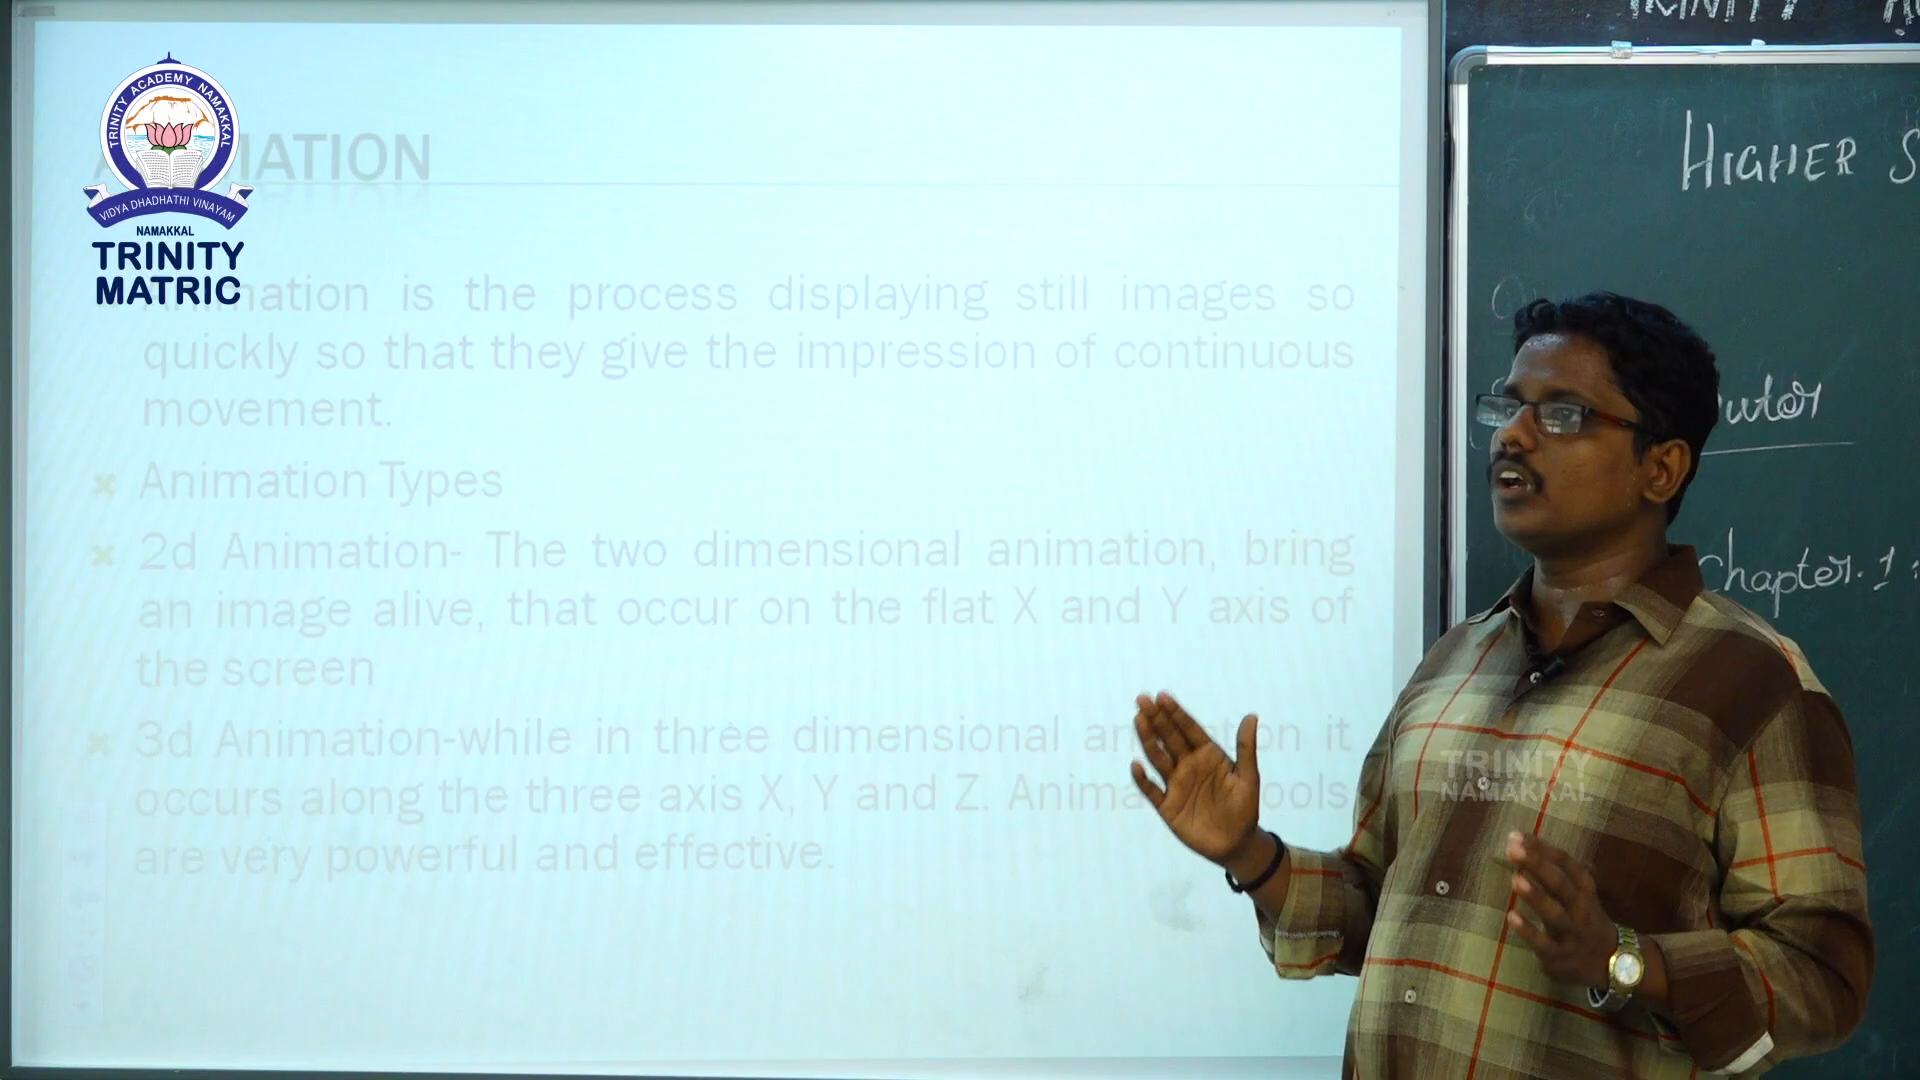 TRINITY ACADEMY NAMAKKAL
VIDYA DHADHATHI VINAYAM
NAMAKKAL
TRINITY
MATRIC
is the process displaying still images so
quickly so that they give the impression of continuous
movement.
Animation Types
2d Animation- The two dimensional animation, bring
an image alive, that occur on the flat X and Y axis of
the screen
3d Animation-while in three dimensional it
occurs along the three axis X, Y and Z.
are very powerful and effective.
TRINITY
HIGHER
Chapter. 1 :
TRINITY
NAMAKKAL